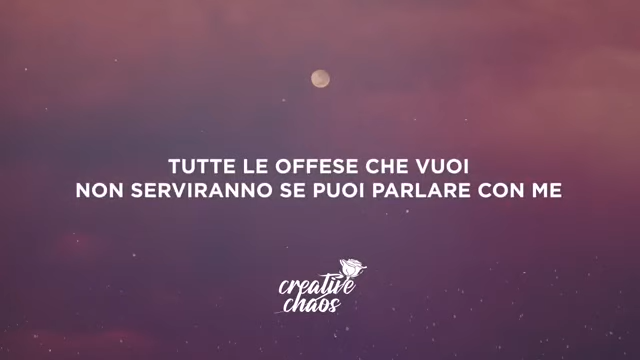 TUTTE LE OFFESE CHE VUOI
NON SERVIRANNO SE PUOI PARLARE CON ME
creative
chaos